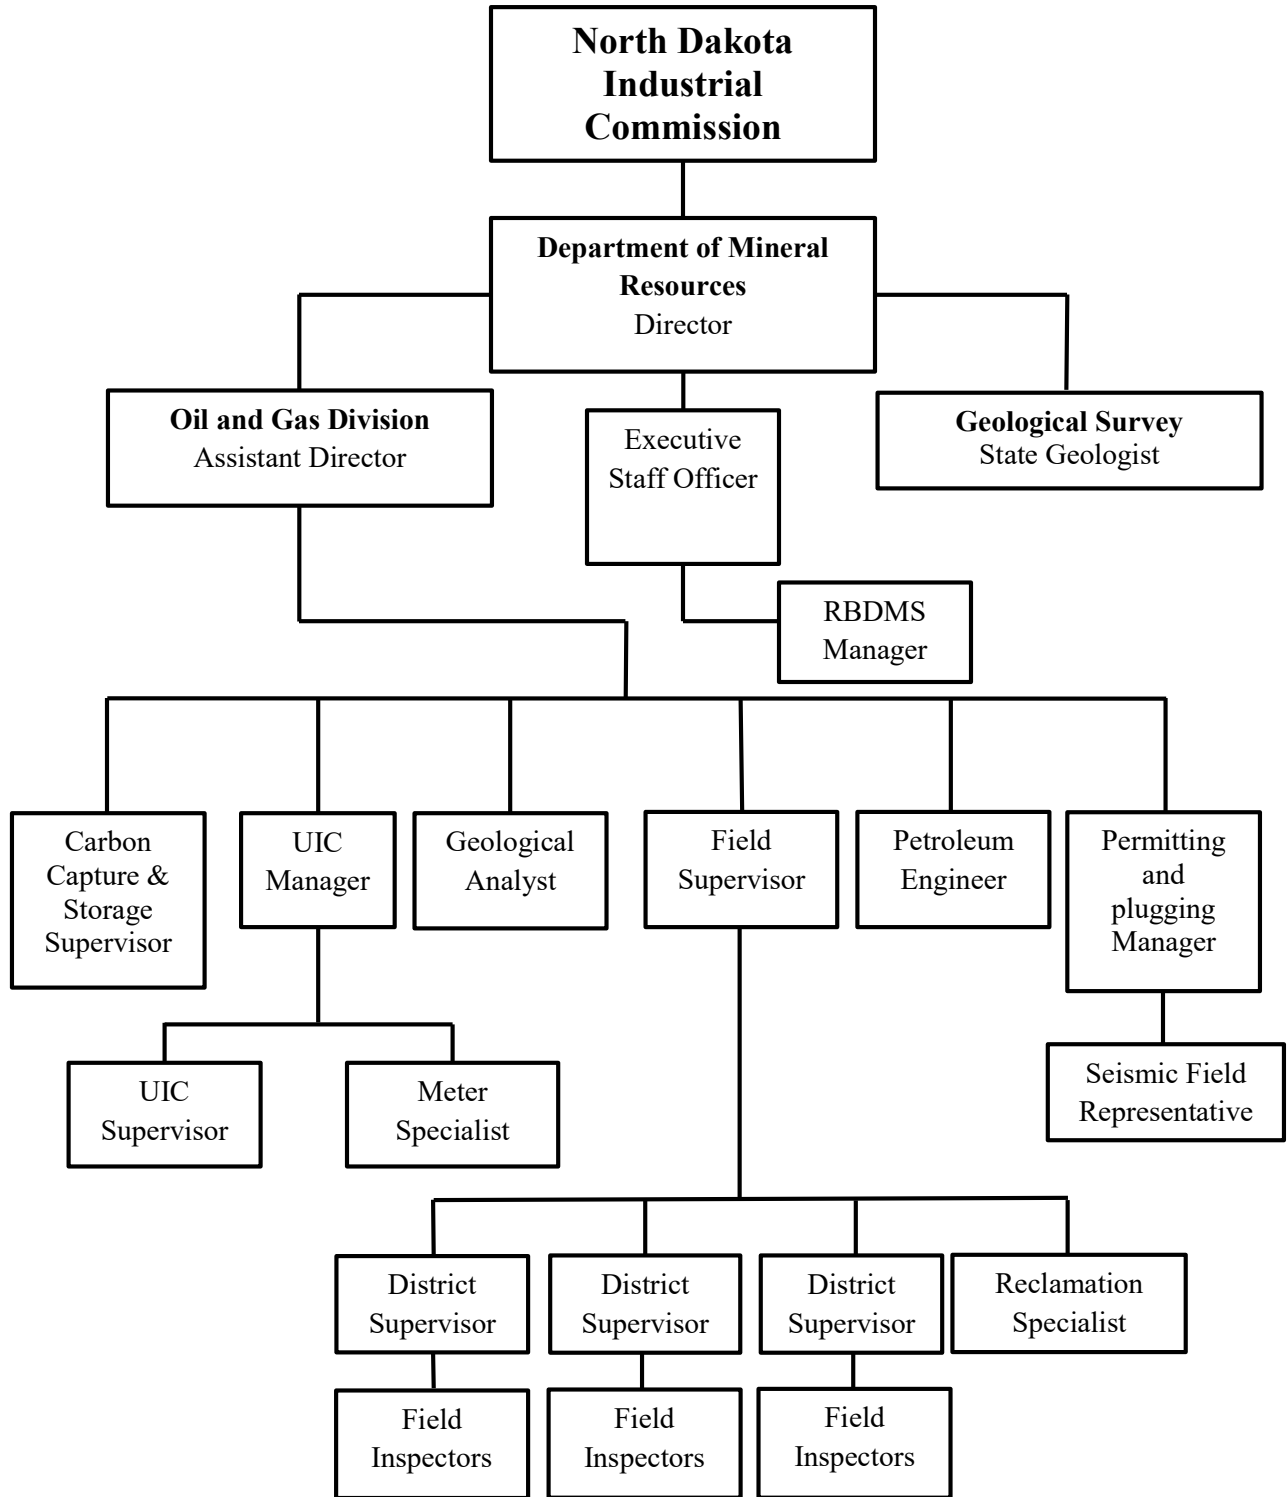 North Dakota
Industrial
Commission
Department of Mineral
Resources
Director
Oil and Gas Division
Assistant Director
Executive
Staff Officer
Geological Survey
State Geologist
RBDMS
Manager
Carbon
Capture &
Storage
Supervisor
UIC
Manager
Geological
Analyst
Field
Supervisor
Petroleum
Engineer
Permitting
and
plugging
Manager
UIC
Supervisor
Meter
Specialist
Seismic Field
Representative
District
Supervisor
District
Supervisor
District
Supervisor
Reclamation
Specialist
Field
Inspectors
Field
Inspectors
Field
Inspectors